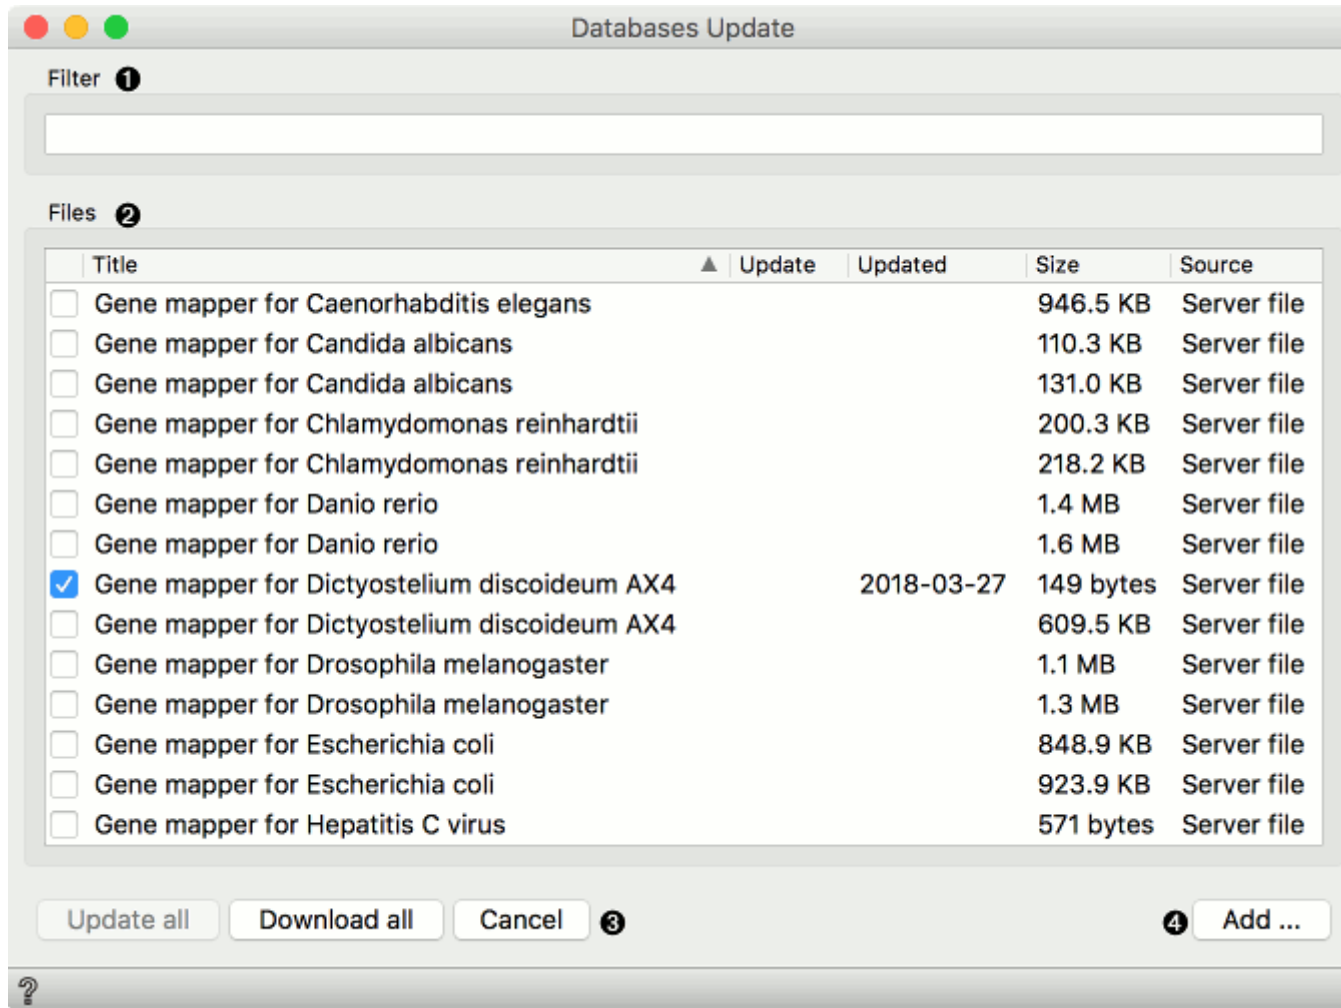 Databases Update
Filter ❶
Files ❷
Title ▲ Update Updated Size Source
Gene mapper for Caenorhabditis elegans 946.5 KB Server file
Gene mapper for Candida albicans 110.3 KB Server file
Gene mapper for Candida albicans 131.0 KB Server file
Gene mapper for Chlamydomonas reinhardtii 200.3 KB Server file
Gene mapper for Chlamydomonas reinhardtii 218.2 KB Server file
Gene mapper for Danio rerio 1.4 MB Server file
Gene mapper for Danio rerio 1.6 MB Server file
Gene mapper for Dictyostelium discoideum AX4 2018-03-27 149 bytes Server file
Gene mapper for Dictyostelium discoideum AX4 609.5 KB Server file
Gene mapper for Drosophila melanogaster 1.1 MB Server file
Gene mapper for Drosophila melanogaster 1.3 MB Server file
Gene mapper for Escherichia coli 848.9 KB Server file
Gene mapper for Escherichia coli 923.9 KB Server file
Gene mapper for Hepatitis C virus 571 bytes Server file
Update all Download all Cancel ❸ ❹ Add ...
?